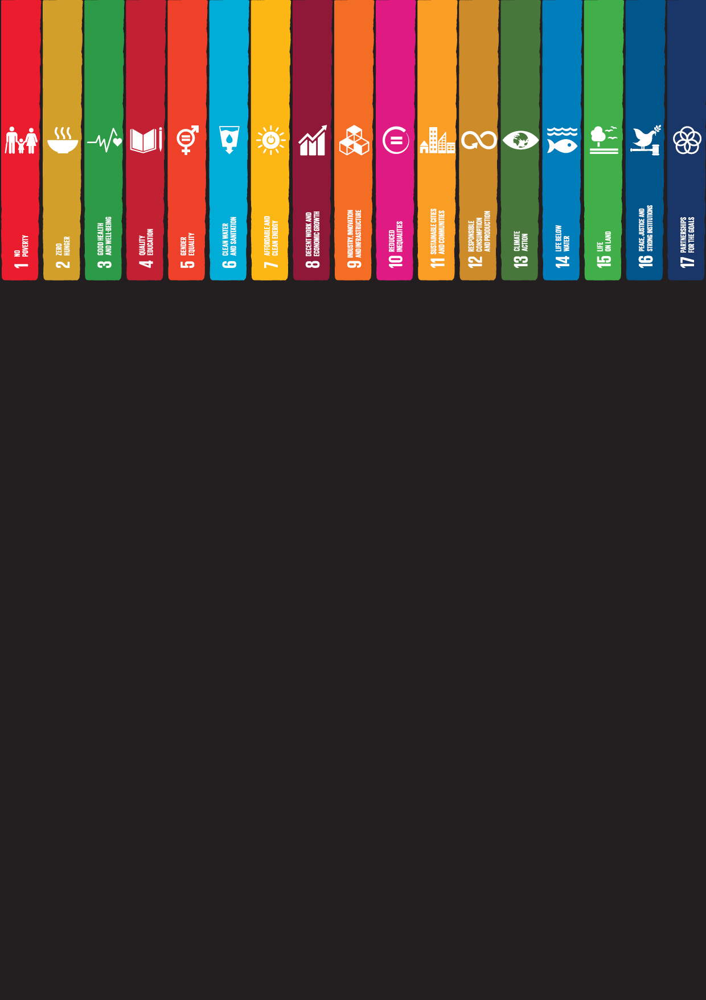 1
NO
POVERTY
2
ZERO
HUNGER
3
GOOD HEALTH
AND WELL-BEING
4
QUALITY
EDUCATION
5
GENDER
EQUALITY
6
CLEAN WATER
AND SANITATION
7
AFFORDABLE AND
CLEAN ENERGY
8
DECENT WORK AND
ECONOMIC GROWTH
9
INDUSTRY, INNOVATION
AND INFRASTRUCTURE
10
REDUCED
INEQUALITIES
11
SUSTAINABLE CITIES
AND COMMUNITIES
12
RESPONSIBLE
CONSUMPTION
AND PRODUCTION
13
CLIMATE
ACTION
14
LIFE BELOW
WATER
15
LIFE
ON LAND
16
PEACE, JUSTICE AND
STRONG INSTITUTIONS
17
PARTNERSHIPS
FOR THE GOALS